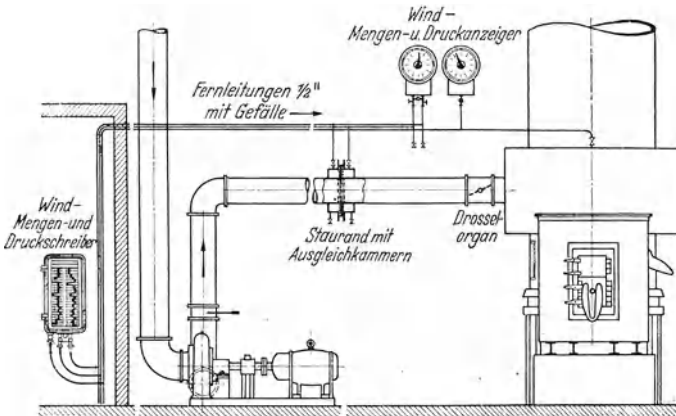 Wind-
Mengen-u. Druckanzeiger
Fernleitungen 1/2"
mit Gefälle
Wind-
Mengen-und
Druckschreiber
Staurand mit
Ausgleichkammern
Drossel-
organ